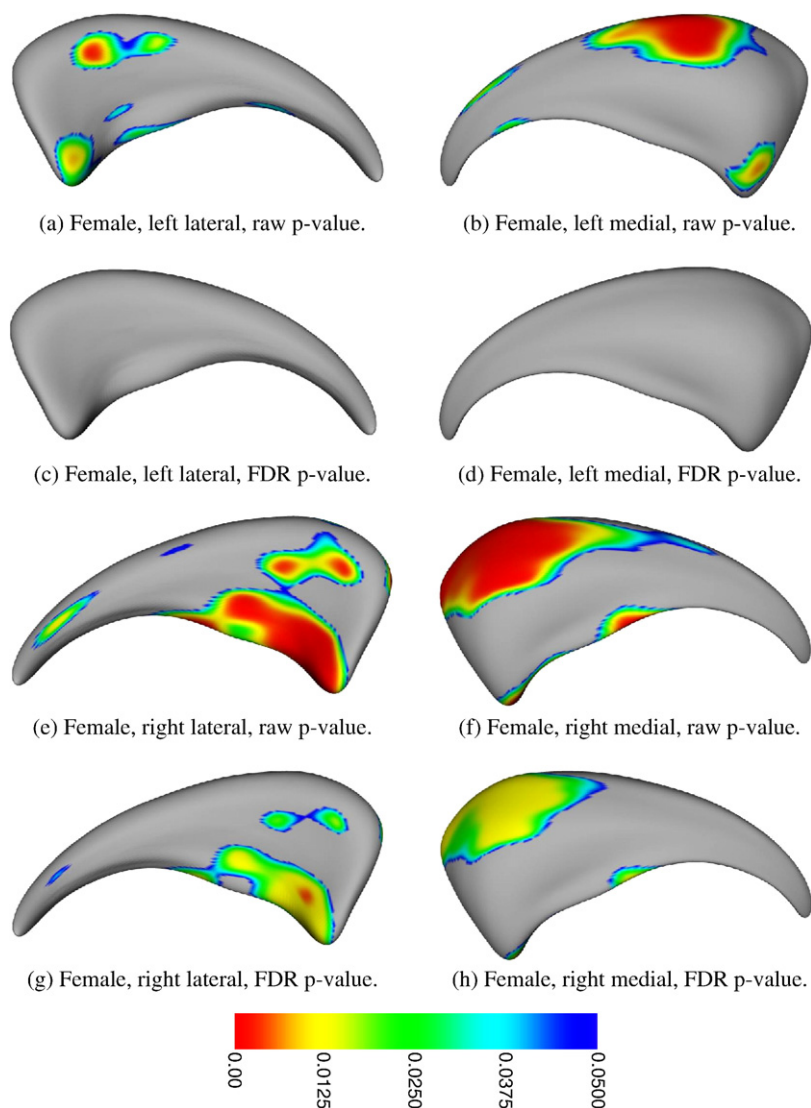 (a) Female, left lateral, raw p-value.
(b) Female, left medial, raw p-value.
(c) Female, left lateral, FDR p-value.
(d) Female, left medial, FDR p-value.
(e) Female, right lateral, raw p-value.
(f) Female, right medial, raw p-value.
(g) Female, right lateral, FDR p-value.
(h) Female, right medial, FDR p-value.
0.00
0.0125
0.0250
0.0375
0.0500